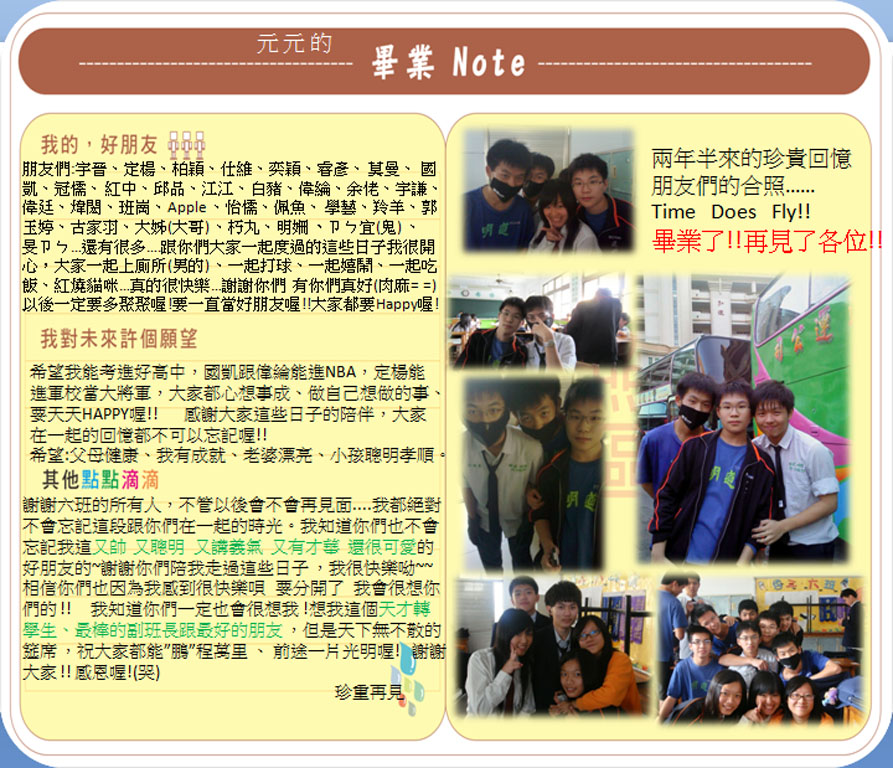 元元的
畢業 Note
我的，好朋友
朋友們:宇晉、定楊、柏穎、仕維、奕穎、睿彥、莫曼、國
凱、冠儒、紅中、邱品、江江、白豬、偉綸、余佬、宇謙、
偉廷、煒閎、班崗、Apple、怡儒、佩魚、學藝、羚羊、郭
玉婷、古家羽、大姊(大哥)、朽丸、明姍、ㄗㄅ宜(鬼)、
旻ㄗㄅ...還有很多....跟你們大家一起度過的這些日子我很開
心，大家一起上廁所(男的)、一起打球、一起嬉鬧、一起吃
飯、紅燒貓咪...真的很快樂...謝謝你們 有你們真好(肉麻= =)
以後一定要多聚聚喔!要一直當好朋友喔!!大家都要Happy喔!
我對未來許個願望
希望我能考進好高中，國凱跟偉綸能進NBA，定楊能
進軍校當大將軍，大家都心想事成、做自己想做的事、
要天天HAPPY喔!! 感謝大家這些日子的陪伴，大家
在一起的回憶都不可以忘記喔!!
希望:父母健康、我有成就、老婆漂亮、小孩聰明孝順。
其他點點滴滴
謝謝六班的所有人，不管以後會不會再見面....我都絕對
不會忘記這段跟你們在一起的時光。我知道你們也不會
忘記我這又帥 又聰明 又講義氣 又有才華 還很可愛的
好朋友的~謝謝你們陪我走過這些日子，我很快樂呦~~
相信你們也因為我感到很快樂唄 要分開了 我會很想你
們的!! 我知道你們一定也會很想我!想我這個天才轉
學生、最棒的副班長跟最好的朋友，但是天下無不散的
筵席，祝大家都能"鵬"程萬里、前途一片光明喔! 謝謝
大家!!感恩喔!(哭)
珍重再見
兩年半來的珍貴回憶
朋友們的合照......
Time Does Fly!!
畢業了!!再見了各位!!
明道
明道